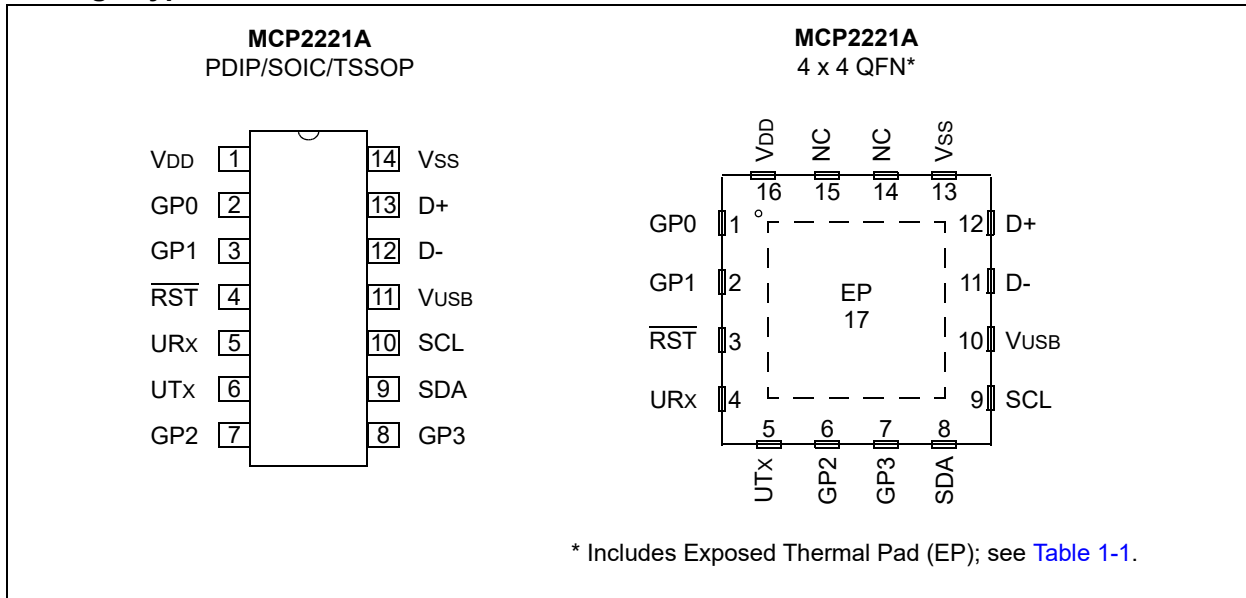 MCP2221A
PDIP/SOIC/TSSOP
VDD 1
14 VSS
GP0 2
13 D+
GP1 3
12 D-
RST 4
11 VUSB
URx 5
10 SCL
UTx 6
9 SDA
GP2 7
8 GP3
MCP2221A
4 x 4 QFN*
VDD NC NC VSS
16 15 14 13
GP0 1
12 D+
GP1 2
11 D-
EP
17
RST 3
10 VUSB
URx 4
9 SCL
5 6 7 8
UTx GP2 GP3 SDA
* Includes Exposed Thermal Pad (EP); see Table 1-1.